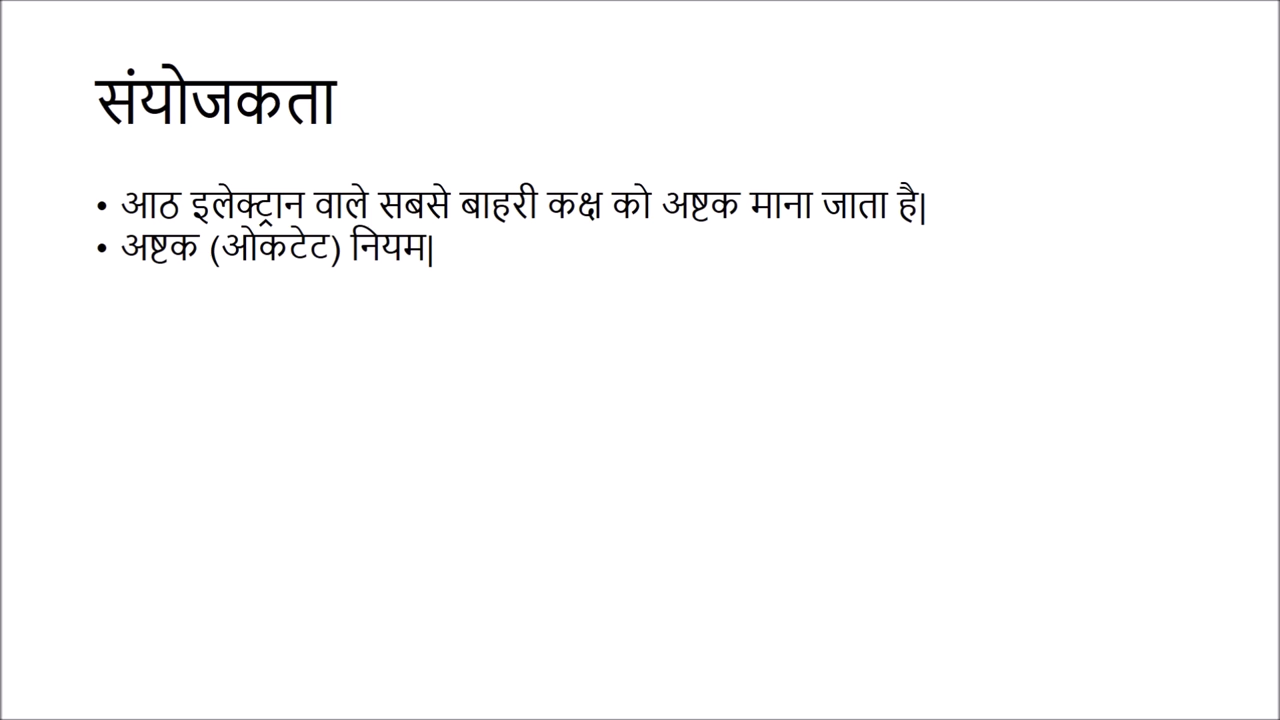 संयोजकता
• आठ इलेक्ट्रान वाले सबसे बाहरी कक्ष को अष्टक माना जाता है|
• अष्टक (ओकटेट) नियम|